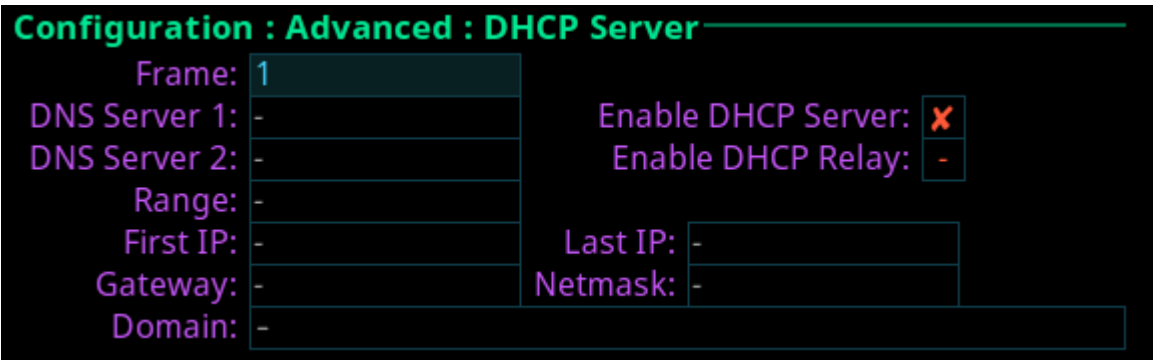 Configuration : Advanced : DHCP Server
Frame: 1
DNS Server 1: - Enable DHCP Server: ✘
DNS Server 2: - Enable DHCP Relay: -
Range: -
First IP: - Last IP: -
Gateway: - Netmask: -
Domain: -